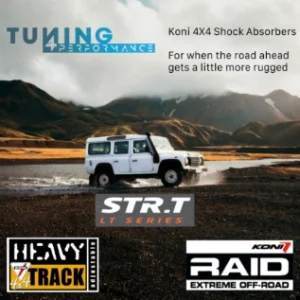 TUNING
4 PERFORMANCE
Koni 4X4 Shock Absorbers
For when the road ahead
gets a little more rugged
STR.T
LT SERIES
HEAVY
TRACK
KONI
RAID
EXTREME OFF-ROAD